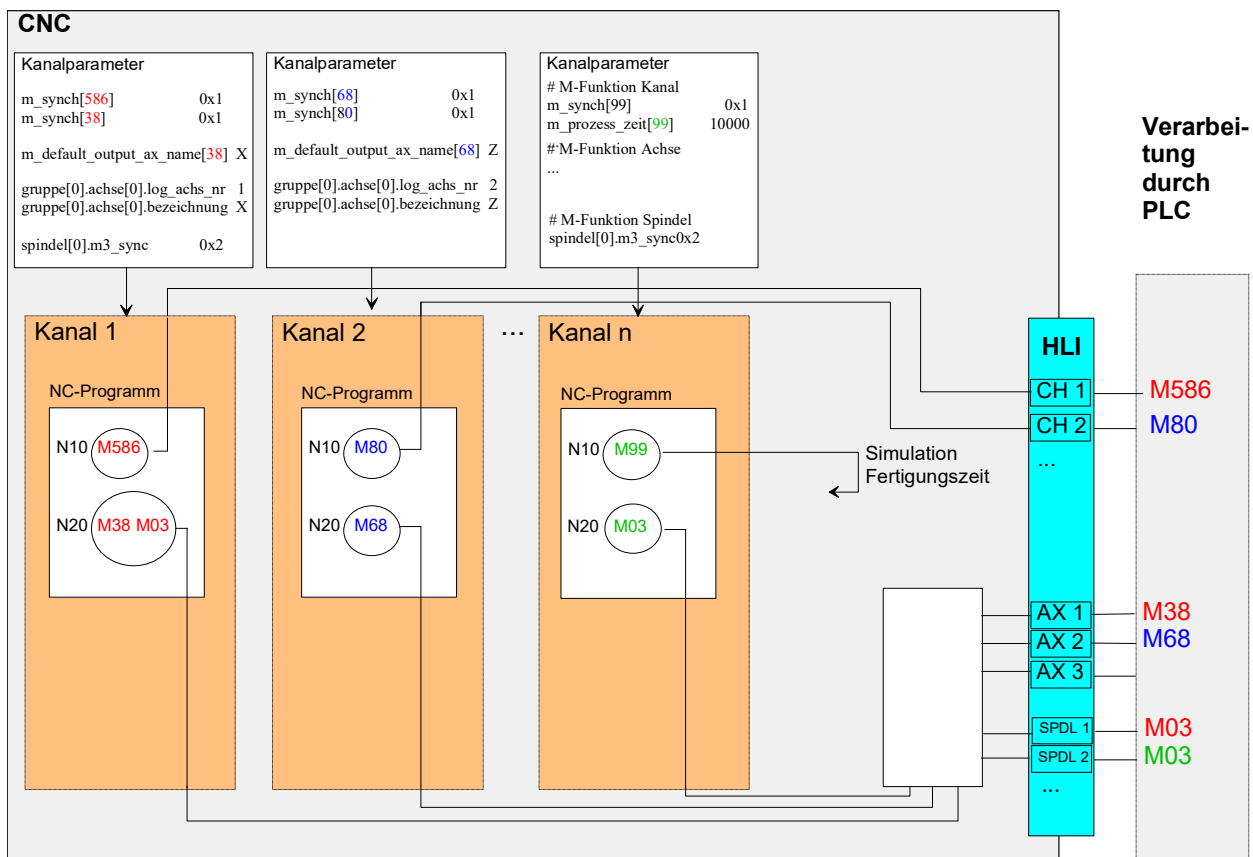 CNC
Kanalparameter
m_synch[586] 0x1
m_synch[38] 0x1
m_default_output_ax_name[38] X
gruppe[0].achse[0].log_achs_nr 1
gruppe[0].achse[0].bezeichnung X
spindel[0].m3_sync 0x2
Kanalparameter
m_synch[68] 0x1
m_synch[80] 0x1
m_default_output_ax_name[68] Z
gruppe[0].achse[0].log_achs_nr 2
gruppe[0].achse[0].bezeichnung Z
Kanalparameter
# M-Funktion Kanal
m_synch[99] 0x1
m_prozess_zeit[99] 10000
# M-Funktion Achse
...
# M-Funktion Spindel
spindel[0].m3_sync0x2
Verarbei-
tung
durch
PLC
Kanal 1
NC-Programm
N10 M586
N20 M38 M03
Kanal 2
NC-Programm
N10 M80
N20 M68
...
Kanal n
NC-Programm
N10 M99
N20 M03
Simulation
Fertigungszeit
HLI
CH 1 M586
CH 2 M80
...
AX 1 M38
AX 2 M68
AX 3
SPDL 1 M03
SPDL 2 M03
...